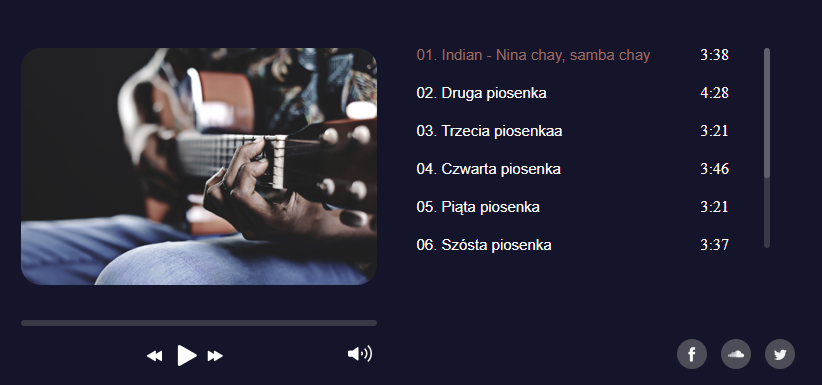 01. Indian - Nina chay, samba chay 3:38
02. Druga piosenka 4:28
03. Trzecia piosenkaa 3:21
04. Czwarta piosenka 3:46
05. Piąta piosenka 3:21
06. Szósta piosenka 3:37